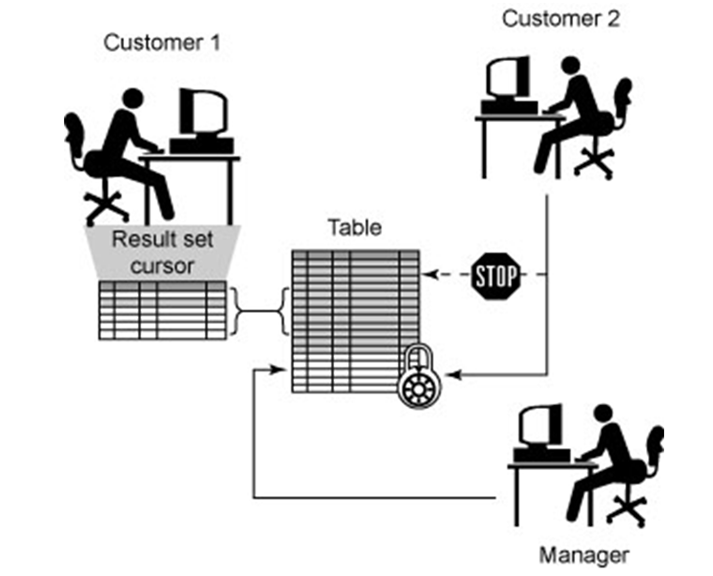 Customer 1
Customer 2
Result set
cursor
Table
STOP
Manager